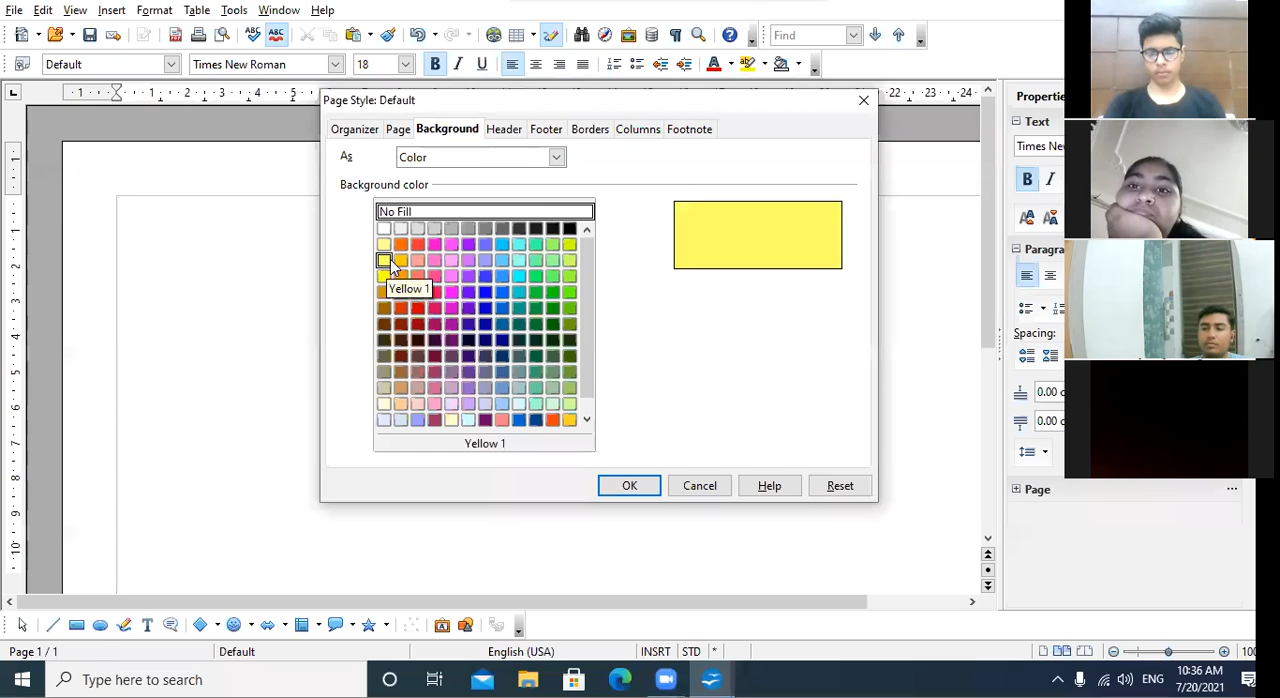 File Edit View Insert Format Table Tools Window Help
Find
Default Times New Roman 18
Page Style: Default
Organizer Page Background Header Footer Borders Columns Footnote
As Color
Background color
No Fill
Yellow 1
Yellow 1
OK Cancel Help Reset
Properties
Text
Times New
Paragra
Spacing:
0.00 c
0.00 c
Page
Page 1 / 1 Default English (USA) INSRT STD * 100
Type here to search
ENG
10:36 AM
7/20/2021